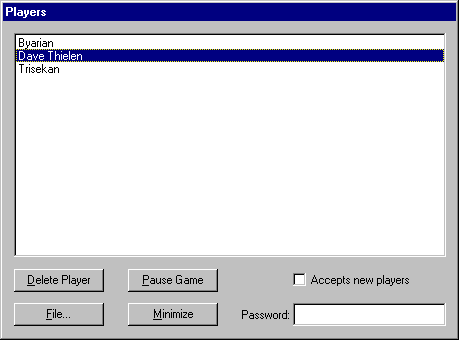 Players
Byarian
Dave Thielen
Trisekan
Delete Player
Pause Game
Accepts new players
File...
Minimize
Password: